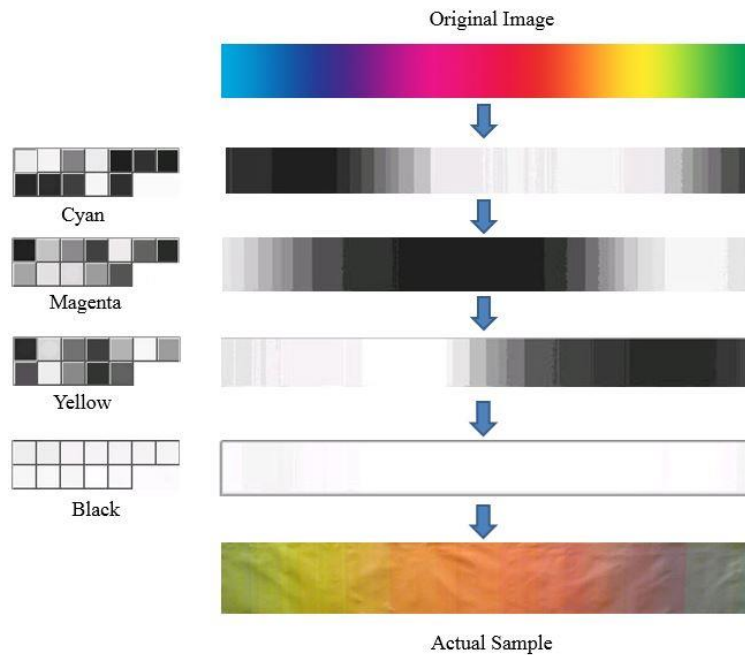 Original Image
Cyan
Magenta
Yellow
Black
Actual Sample